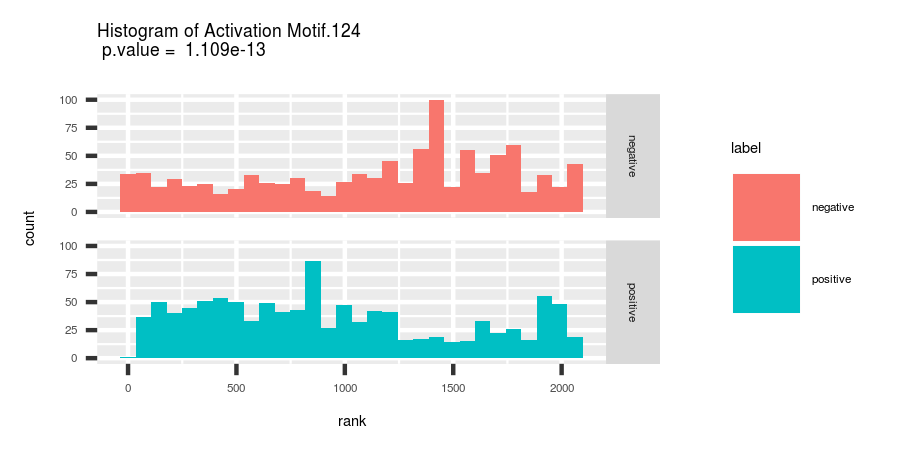 Histogram of Activation Motif.124
p.value = 1.109e-13
100
75
50
25
0
negative
100
75
50
25
0
positive
0
500
1000
1500
2000
rank
count
label
negative
positive